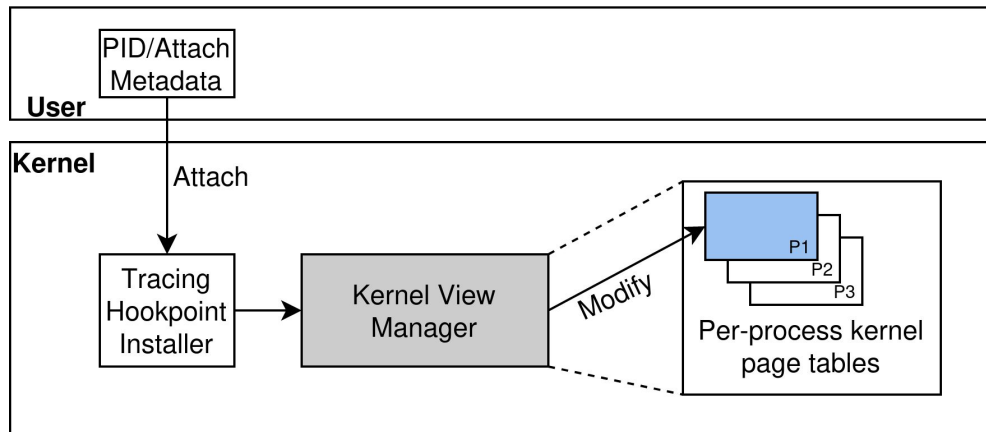 PID/Attach
Metadata
User
Kernel
Attach
Tracing
Hookpoint
Installer
Kernel View
Manager
Modify
P1
P2
P3
Per-process kernel
page tables